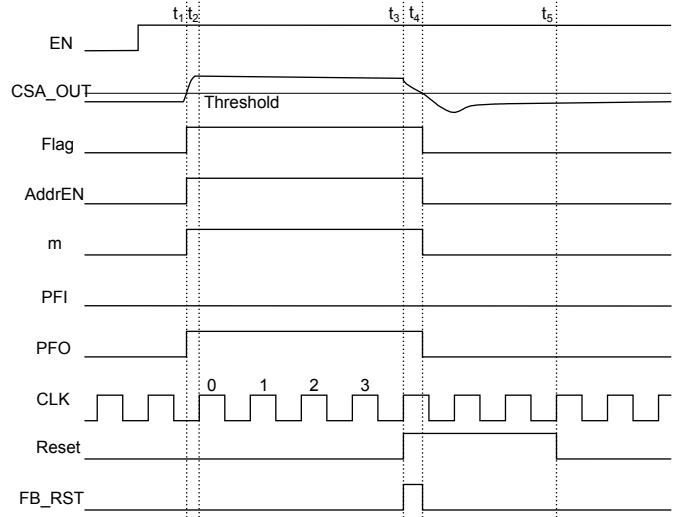 t₁ t₂ t₃ t₄ t₅
EN
CSA_OUT
Threshold
Flag
AddrEN
m
PFI
PFO
0 1 2 3
CLK
Reset
FB_RST